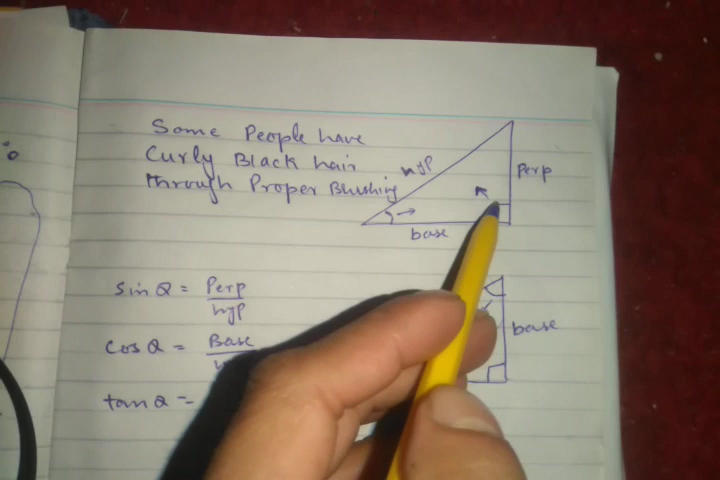 Some People have
Curly Black hair
through Proper Brushing
hyp
Perp
base
sin Q = Perp
hyp
base
cos Q = Base
tan Q =